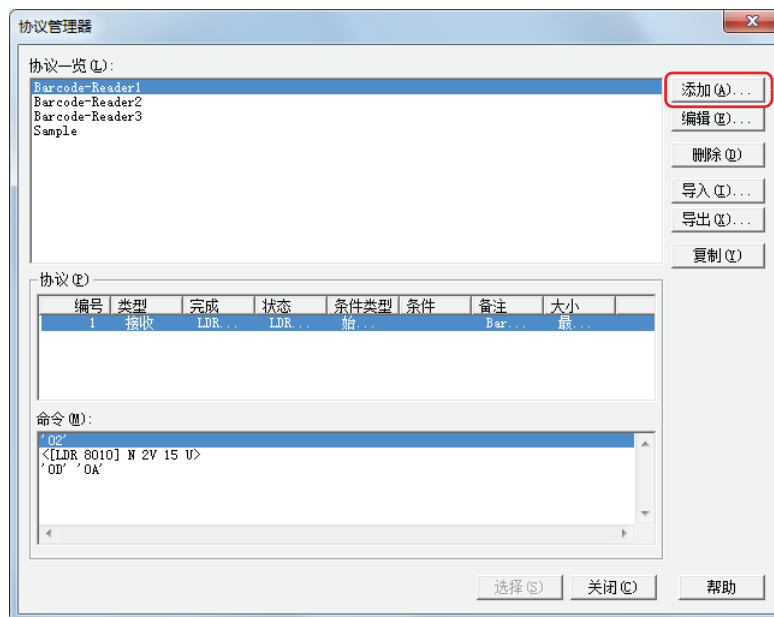 协议管理器
协议一览(L):
Barcode-Reader1
Barcode-Reader2
Barcode-Reader3
Sample
添加(A)...
编辑(E)...
删除(D)
导入(I)...
导出(X)...
复制(Y)
协议(P)
编号 类型 完成 状态 条件类型 条件 备注 大小
1 接收 LDR... LDR... 始... Bar... 最...
命令(M):
'02'
<[LDR 8010] N 2V 15 U>
'0D' '0A'
选择(S) 关闭(C) 帮助